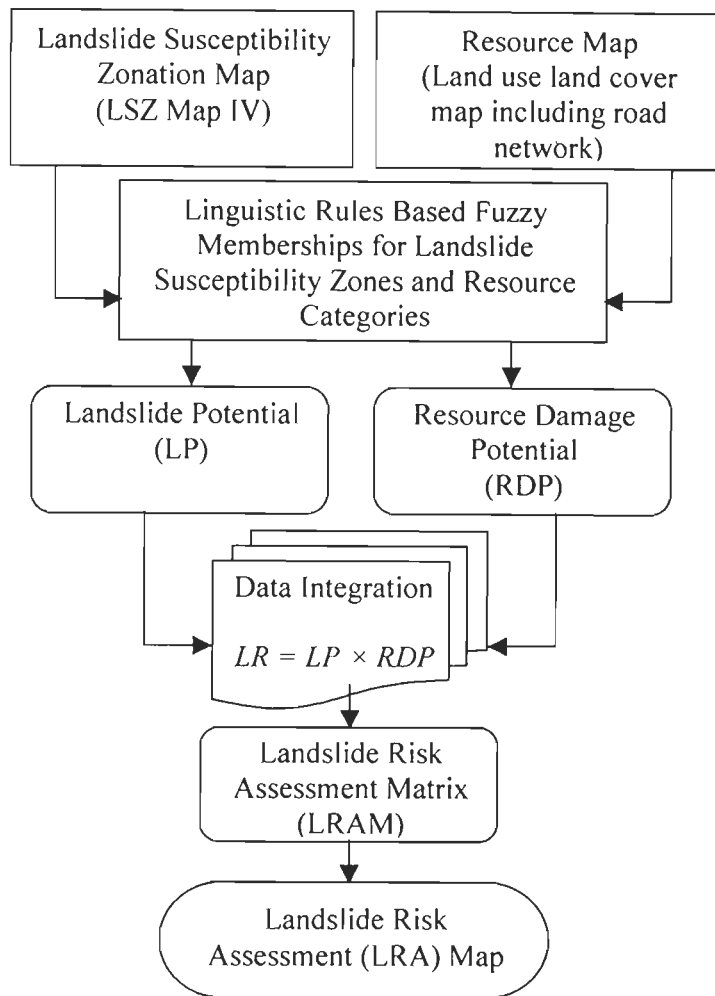 Landslide Susceptibility
Zonation Map
(LSZ Map IV)
Resource Map
(Land use land cover
map including road
network)
Linguistic Rules Based Fuzzy
Memberships for Landslide
Susceptibility Zones and Resource
Categories
Landslide Potential
(LP)
Resource Damage
Potential
(RDP)
Data Integration
LR = LP × RDP
Landslide Risk
Assessment Matrix
(LRAM)
Landslide Risk
Assessment (LRA) Map